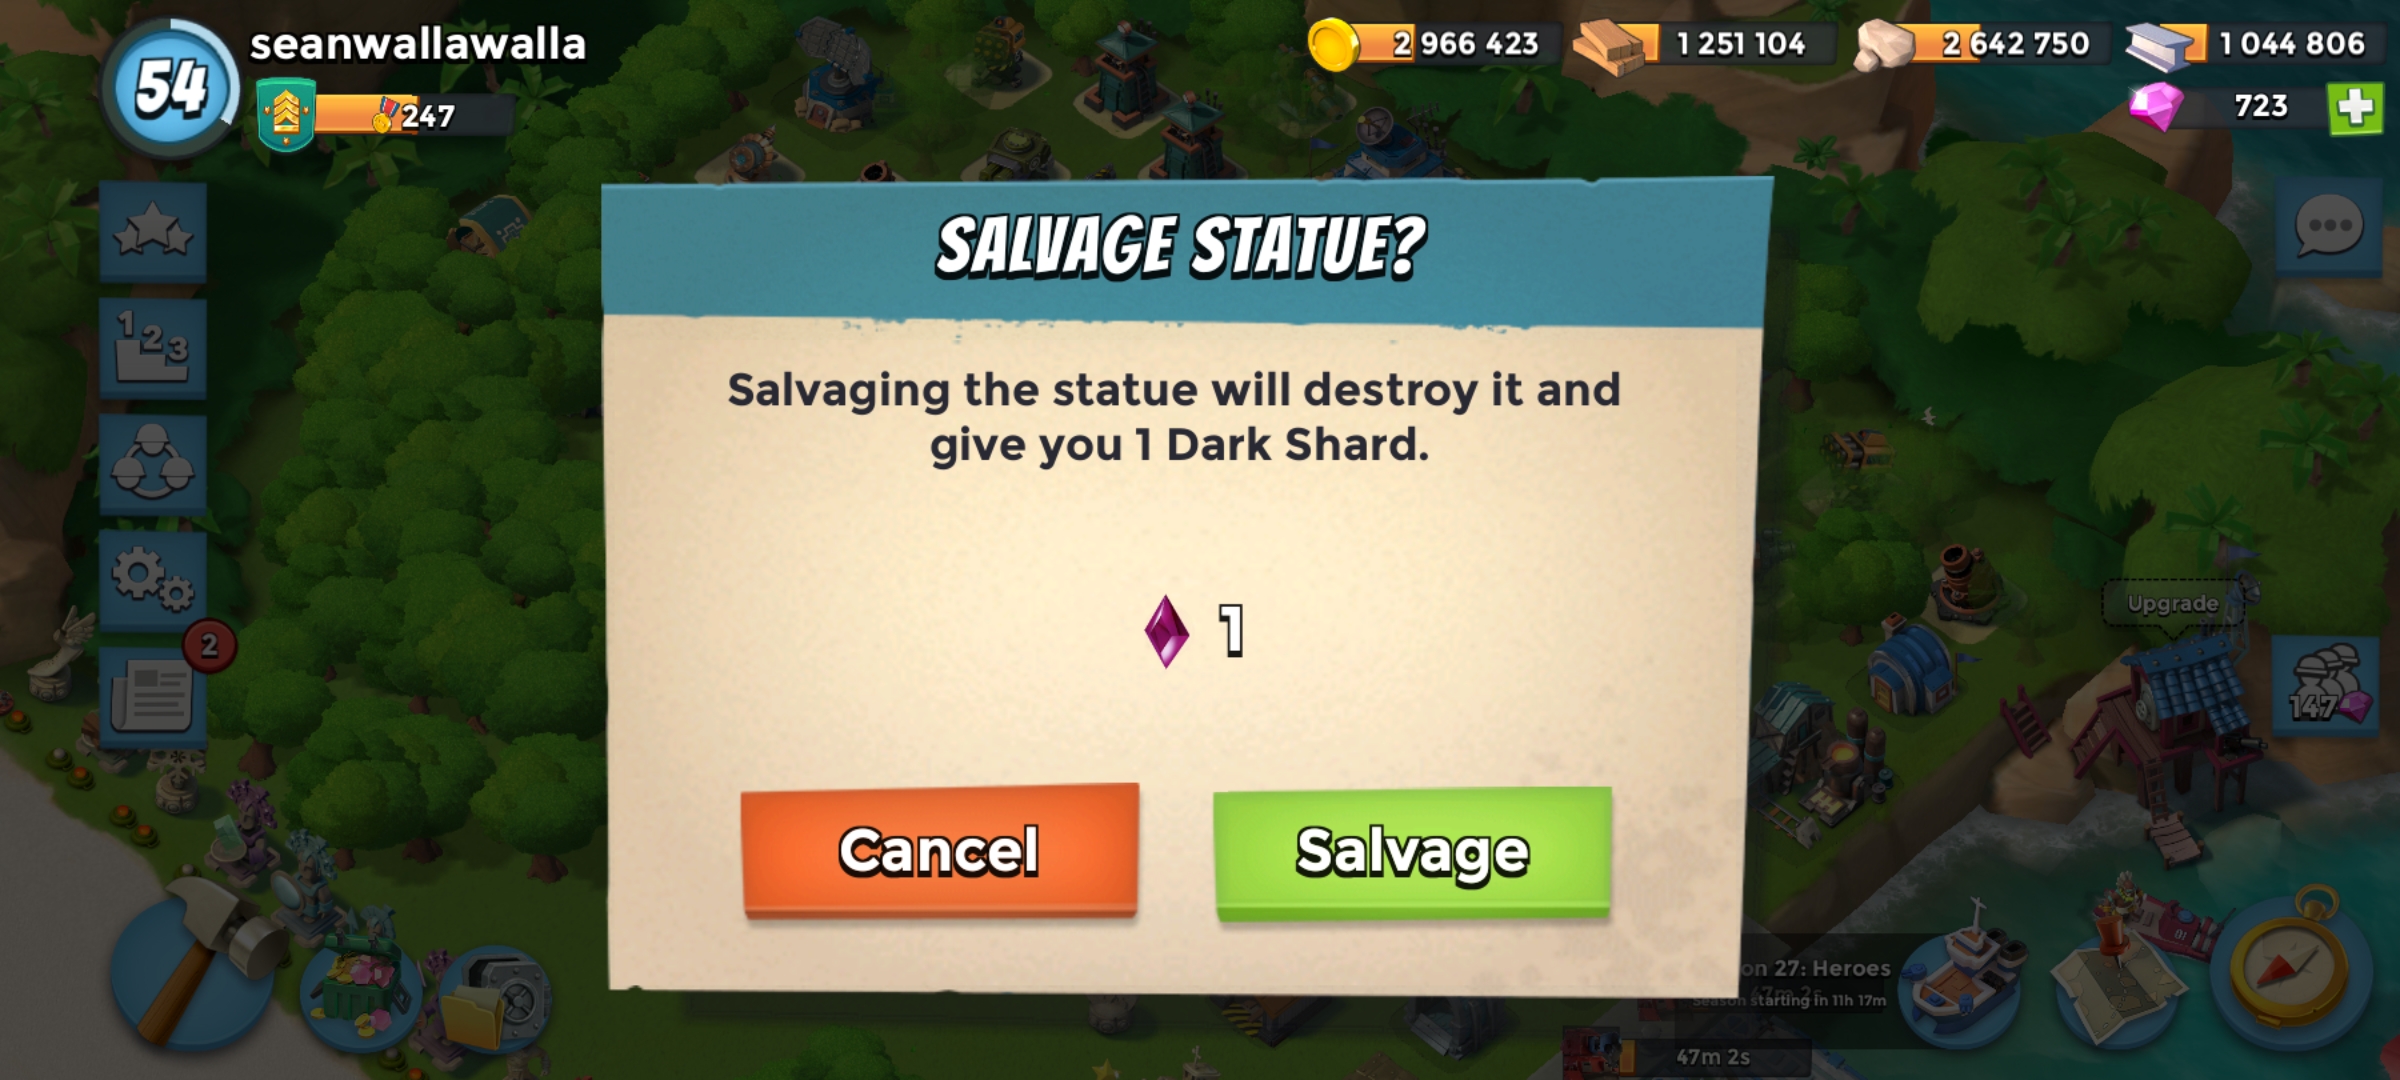 54
seanwallawalla
247
2 966 423
1 251 104
2 642 750
1 044 806
723
1 2 3
2
SALVAGE STATUE?
Salvaging the statue will destroy it and
give you 1 Dark Shard.
1
Cancel
Salvage
Upgrade
147
on 27: Heroes
47m 2s
Season starting in 11h 17m
47m 2s